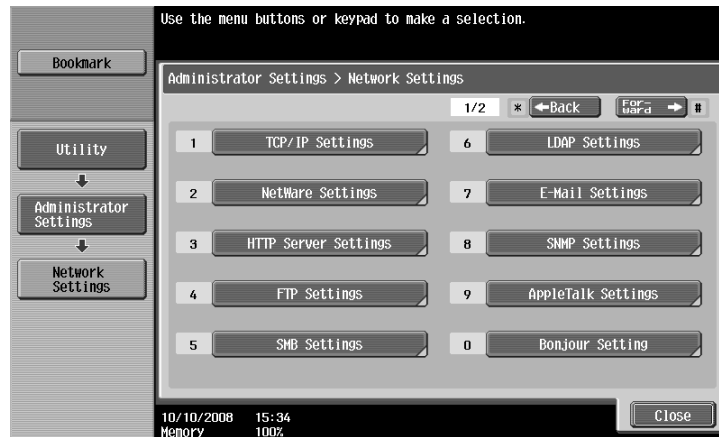 Use the menu buttons or keypad to make a selection.
Bookmark
Utility
Administrator
Settings
Network
Settings
Administrator Settings > Network Settings
1/2 * ←Back For-
ward → #
1 TCP/IP Settings
2 NetWare Settings
3 HTTP Server Settings
4 FTP Settings
5 SMB Settings
6 LDAP Settings
7 E-Mail Settings
8 SNMP Settings
9 AppleTalk Settings
0 Bonjour Setting
10/10/2008 15:34
Memory 100%
Close